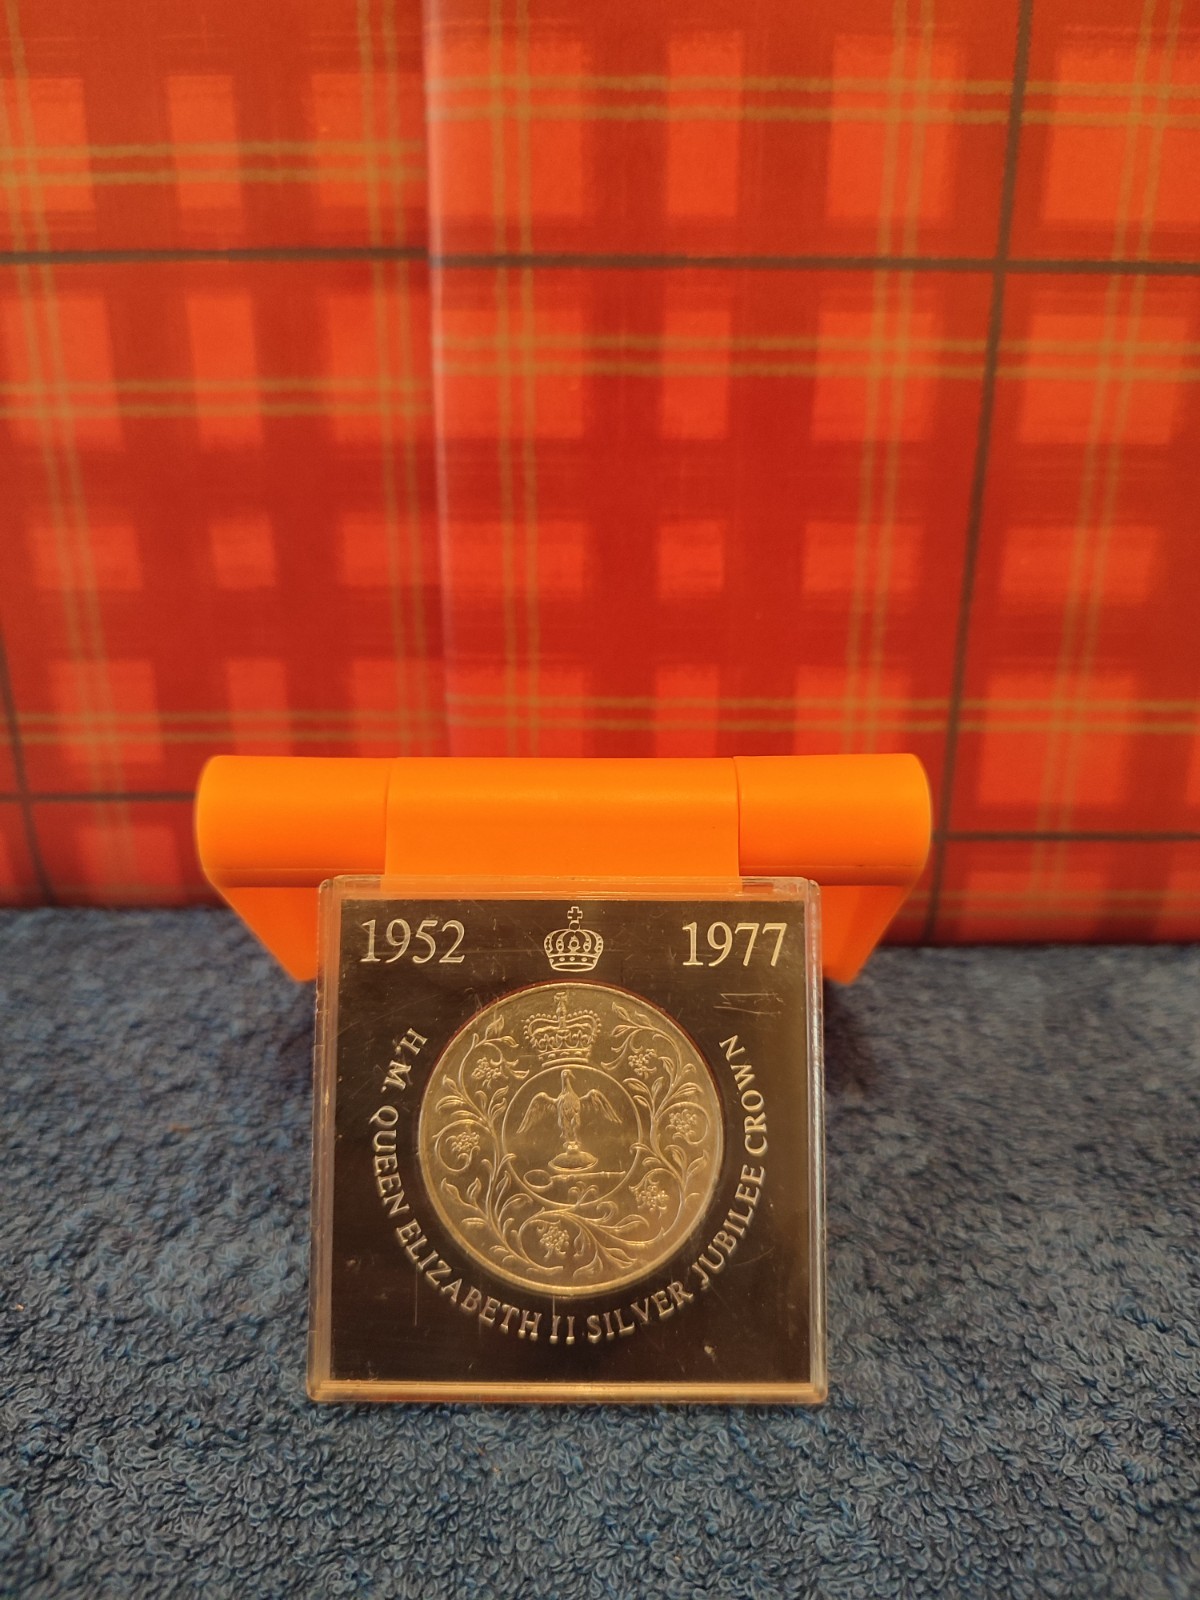 1952 1977
H.M. QUEEN ELIZABETH II SILVER JUBILEE CROWN